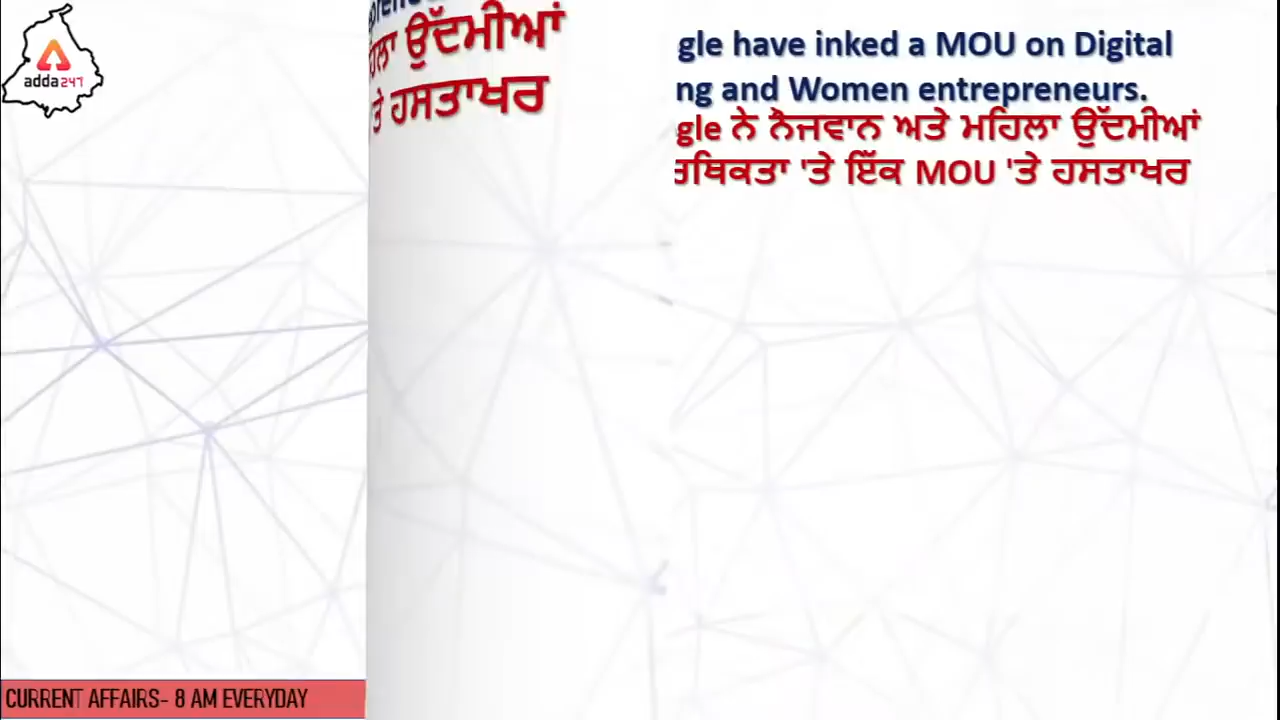 adda247
ਉੱਦਮੀਆਂ
ਤੇ ਹਸਤਾਖਰ
gle have inked a MOU on Digital
ng and Women entrepreneurs.
gle ਨੇ ਨੈਜਵਾਨ ਅਤੇ ਮਹਿਲਾ ਉੱਦਮੀਆਂ
ਰਥਿਕਤਾ 'ਤੇ ਇੱਕ MOU 'ਤੇ ਹਸਤਾਖਰ
CURRENT AFFAIRS- 8 AM EVERYDAY